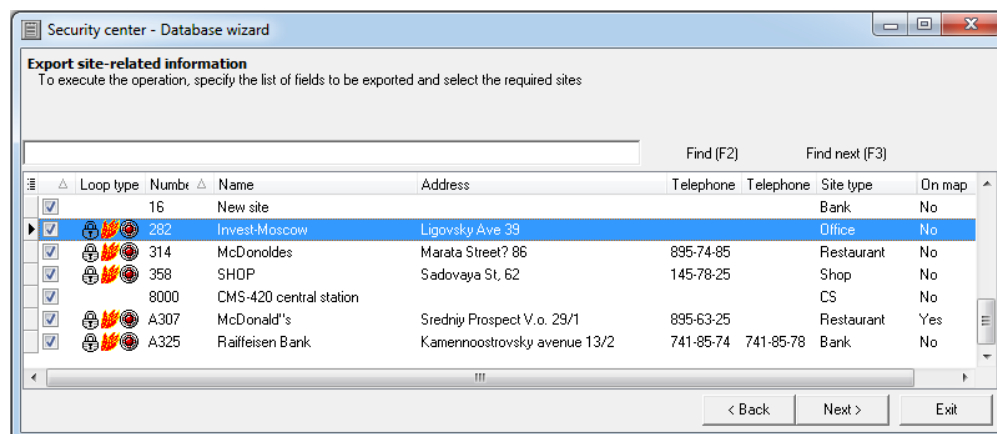 Security center - Database wizard
Export site-related information
To execute the operation, specify the list of fields to be exported and select the required sites
Find (F2) Find next (F3)
Loop type Numbe Name Address Telephone Telephone Site type On map
16 New site Bank No
282 Invest-Moscow Ligovsky Ave 39 Office No
314 McDonoldes Marata Street? 86 895-74-85 Restaurant No
358 SHOP Sadovaya St, 62 145-78-25 Shop No
8000 CMS-420 central station CS No
A307 McDonald"s Sredniy Prospect V.o. 29/1 895-63-25 Restaurant Yes
A325 Raiffeisen Bank Kamennoostrovsky avenue 13/2 741-85-74 741-85-78 Bank No
< Back Next > Exit